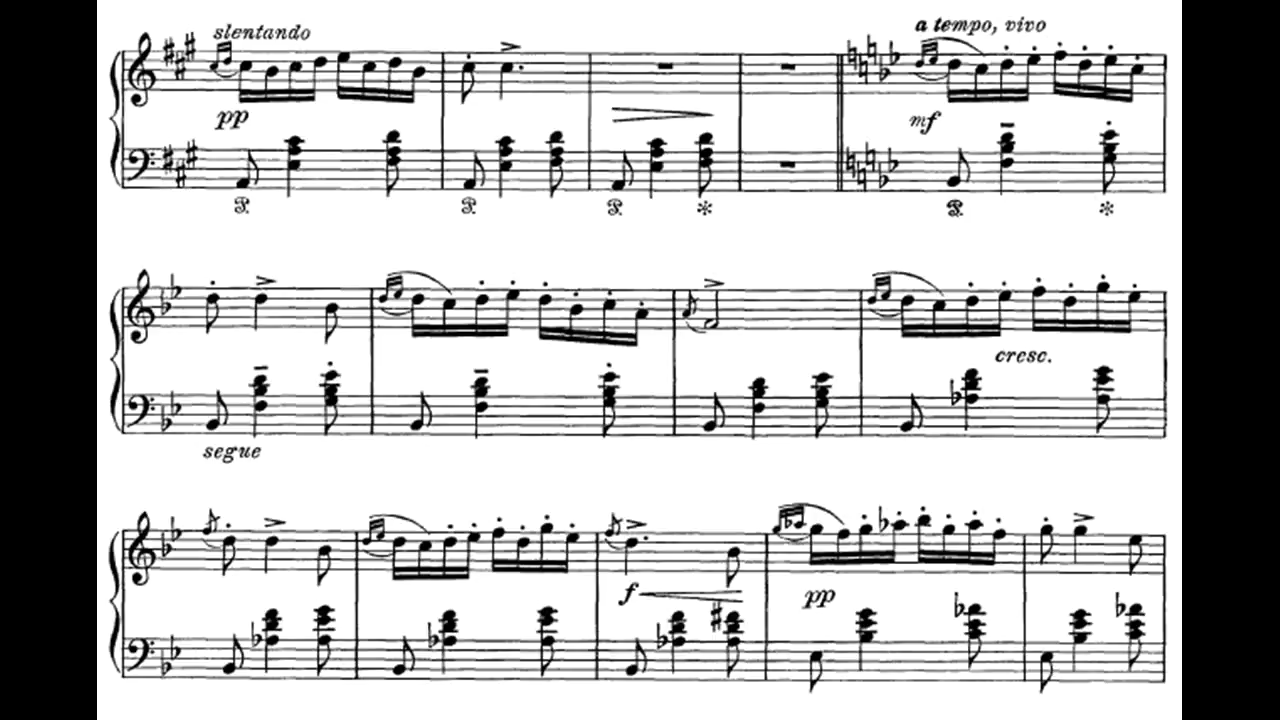 slentando
a tempo, vivo
pp
mf
cresc.
segue
f
pp